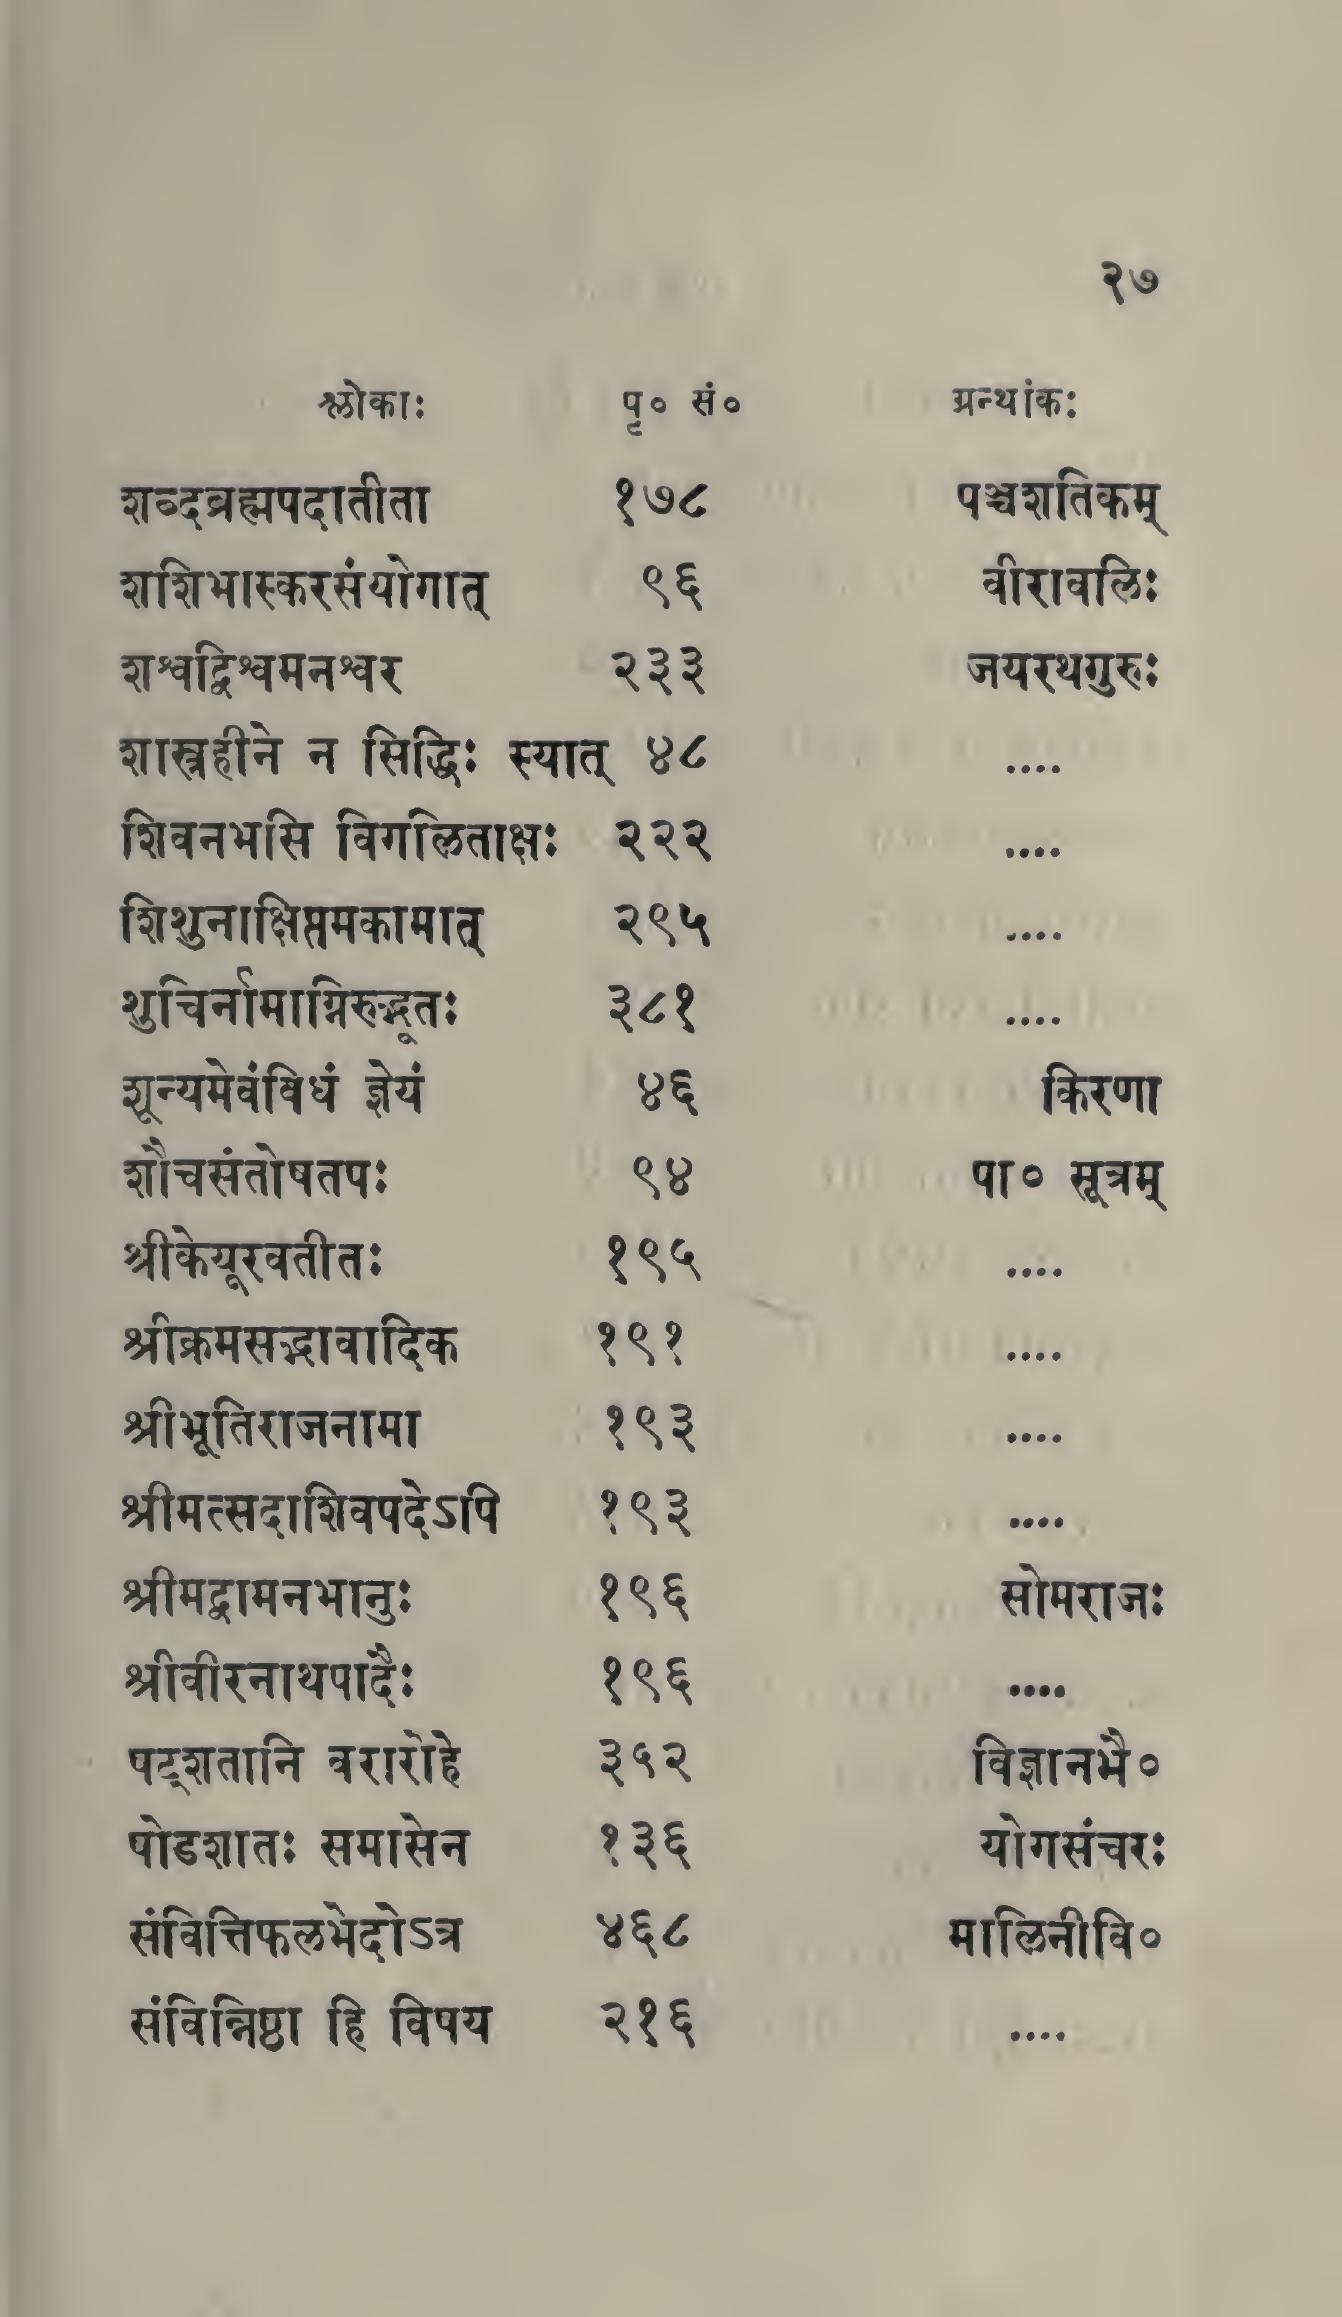 २७
श्लोकाः पृ० सं० ग्रन्थांकः
शब्दब्रह्मपदातीता १७८ पञ्चशतिकम्
शशिभास्करसंयोगात् ९६ वीरावलिः
शश्वद्विश्वमनश्वर २३३ जयरथगुरुः
शास्त्रहीने न सिद्धिः स्यात् ४८ ....
शिवनभसि विगलिताक्षः २२२ ....
शिशुनाक्षिप्तमकामात् २९५ ....
शुचिर्नामाग्निरुद्भूतः ३८१ ....
शून्यमेवंविधं ज्ञेयं ४६ किरणा
शौचसंतोषतपः ९४ पा० सूत्रम्
श्रीकेयूरवतीतः १९५ ....
श्रीक्रमसद्भावादिक १९१ ....
श्रीभूतिराजनामा १९३ ....
श्रीमत्सदाशिवपदेऽपि १९३ ....
श्रीमद्वामनभानुः १९६ सोमराजः
श्रीवीरनाथपादैः १९६ ....
षट्शतानि वरारोहे ३५२ विज्ञानभै०
षोडशातः समासेन १३६ योगसंचरः
संवित्तिफलभेदोऽत्र ४६८ मालिनीवि०
संविन्निष्ठा हि विषय २१६ ....